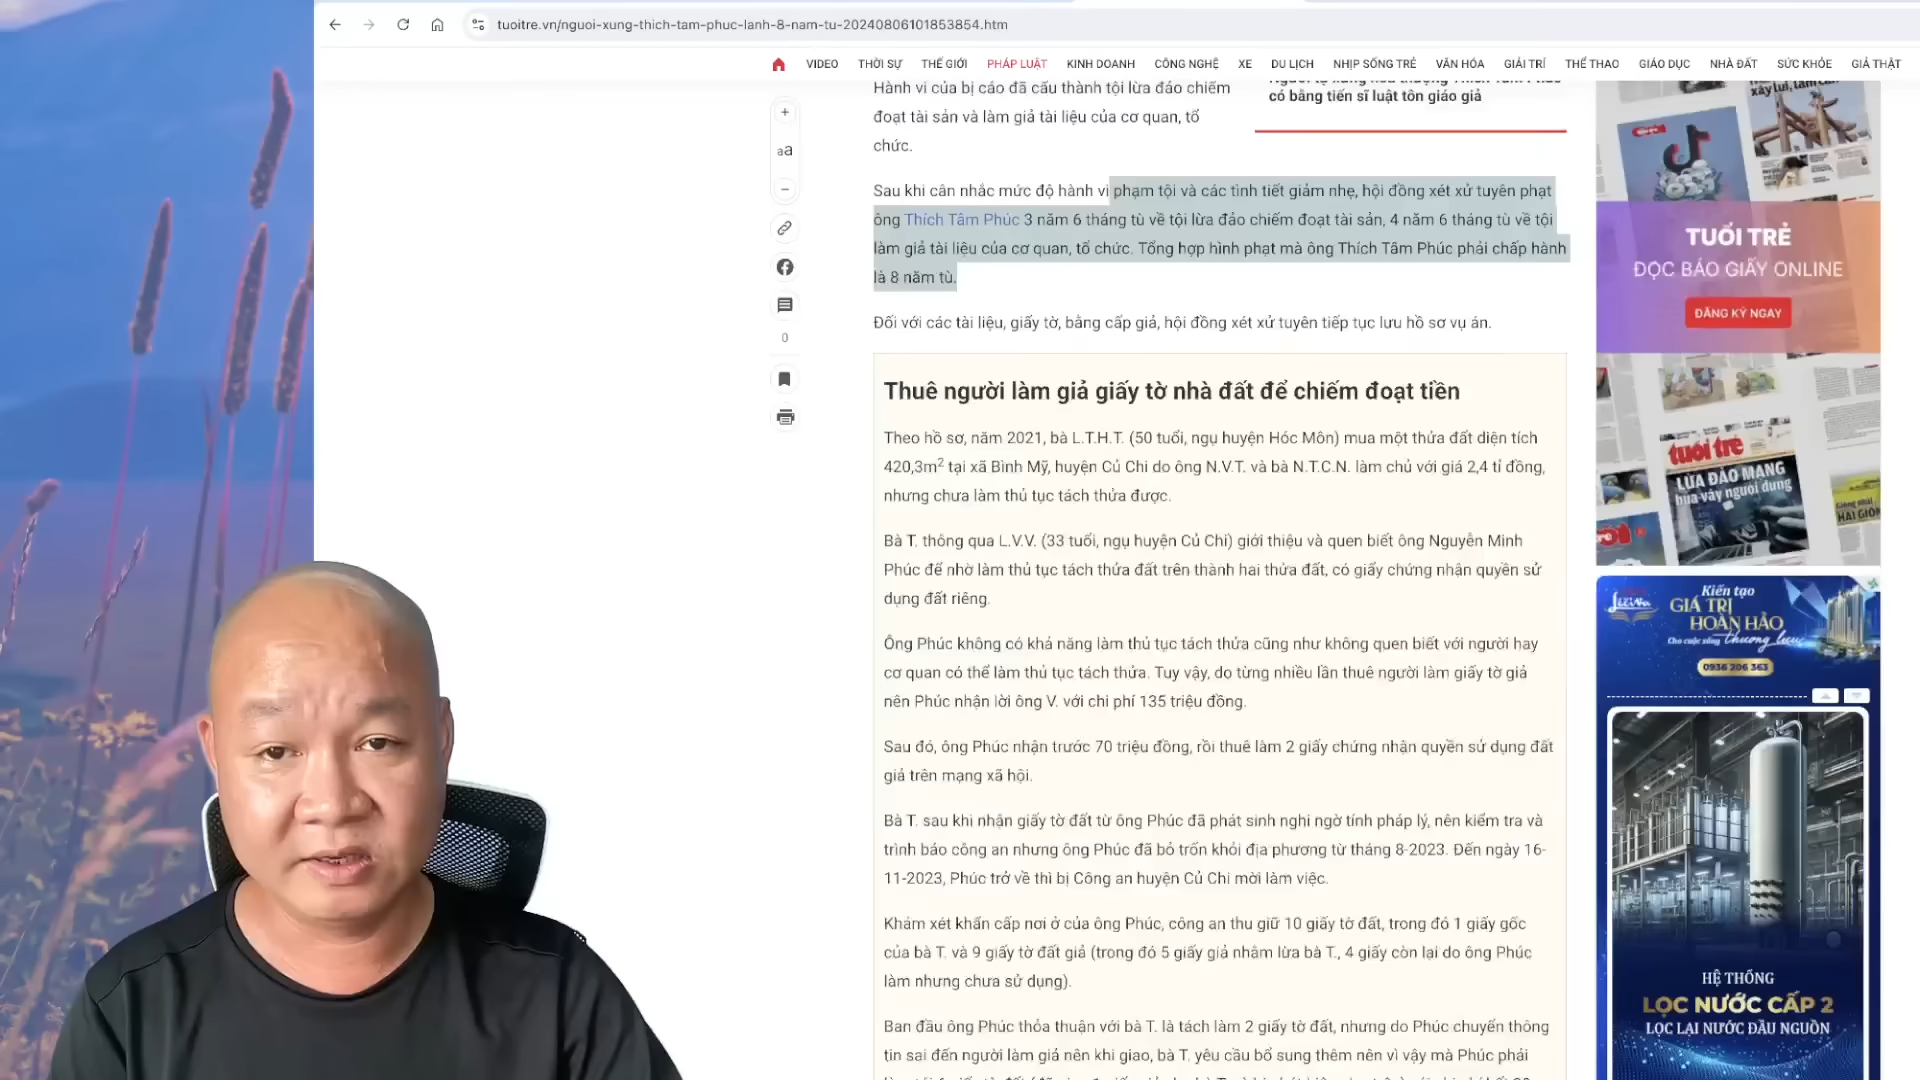 tuoitre.vn/nguoi-xung-thich-tam-phuc-lanh-8-nam-tu-20240806101853854.htm
VIDEO THỜI SỰ THẾ GIỚI PHÁP LUẬT KINH DOANH CÔNG NGHỆ XE DU LỊCH NHỊP SỐNG TRẺ VĂN HÓA GIẢI TRÍ THỂ THAO GIÁO DỤC NHÀ ĐẤT SỨC KHỎE GIẢ THẬT
Hành vi của bị cáo đã cấu thành tội lừa đảo chiếm
đoạt tài sản và làm giả tài liệu của cơ quan, tổ
chức.
có bằng tiến sĩ luật tôn giáo giả
aa
Sau khi cân nhắc mức độ hành vi phạm tội và các tình tiết giảm nhẹ, hội đồng xét xử tuyên phạt
ông Thích Tâm Phúc 3 năm 6 tháng tù về tội lừa đảo chiếm đoạt tài sản, 4 năm 6 tháng tù về tội
làm giả tài liệu của cơ quan, tổ chức. Tổng hợp hình phạt mà ông Thích Tâm Phúc phải chấp hành
là 8 năm tù.
0
Đối với các tài liệu, giấy tờ, bằng cấp giả, hội đồng xét xử tuyên tiếp tục lưu hồ sơ vụ án.
Thuê người làm giả giấy tờ nhà đất để chiếm đoạt tiền
Theo hồ sơ, năm 2021, bà L.T.H.T. (50 tuổi, ngụ huyện Hóc Môn) mua một thửa đất diện tích
420,3m2 tại xã Bình Mỹ, huyện Củ Chi do ông N.V.T. và bà N.T.C.N. làm chủ với giá 2,4 tỉ đồng,
nhưng chưa làm thủ tục tách thửa được.
Bà T. thông qua L.V.V. (33 tuổi, ngụ huyện Củ Chi) giới thiệu và quen biết ông Nguyễn Minh
Phúc để nhờ làm thủ tục tách thửa đất trên thành hai thửa đất, có giấy chứng nhận quyền sử
dụng đất riêng.
Ông Phúc không có khả năng làm thủ tục tách thửa cũng như không quen biết với người hay
cơ quan có thể làm thủ tục tách thửa. Tuy vậy, do từng nhiều lần thuê người làm giấy tờ giả
nên Phúc nhận lời ông V. với chi phí 135 triệu đồng.
Sau đó, ông Phúc nhận trước 70 triệu đồng, rồi thuê làm 2 giấy chứng nhận quyền sử dụng đất
giả trên mạng xã hội.
Bà T. sau khi nhận giấy tờ đất từ ông Phúc đã phát sinh nghi ngờ tính pháp lý, nên kiểm tra và
trình báo công an nhưng ông Phúc đã bỏ trốn khỏi địa phương từ tháng 8-2023. Đến ngày 16-
11-2023, Phúc trở về thì bị Công an huyện Củ Chi mời làm việc.
Khám xét khẩn cấp nơi ở của ông Phúc, công an thu giữ 10 giấy tờ đất, trong đó 1 giấy gốc
của bà T. và 9 giấy tờ đất giả (trong đó 5 giấy giả nhằm lừa bà T., 4 giấy còn lại do ông Phúc
làm nhưng chưa sử dụng).
Ban đầu ông Phúc thỏa thuận với bà T. là tách làm 2 giấy tờ đất, nhưng do Phúc chuyển thông
tin sai đến người làm giả nên khi giao, bà T. yêu cầu bổ sung thêm nên vì vậy mà Phúc phải
TUỔI TRẺ
ĐỌC BÁO GIẤY ONLINE
ĐĂNG KÝ NGAY
tuổi trẻ
LỪA ĐẢO MẠNG
bủa vây người dùng
Kiến tạo
GIÁ TRỊ
HOÀN HẢO
Cho cuộc sống thượng lưu
0936 206 363
HỆ THỐNG
LỌC NƯỚC CẤP 2
LỌC LẠI NƯỚC ĐẦU NGUỒN